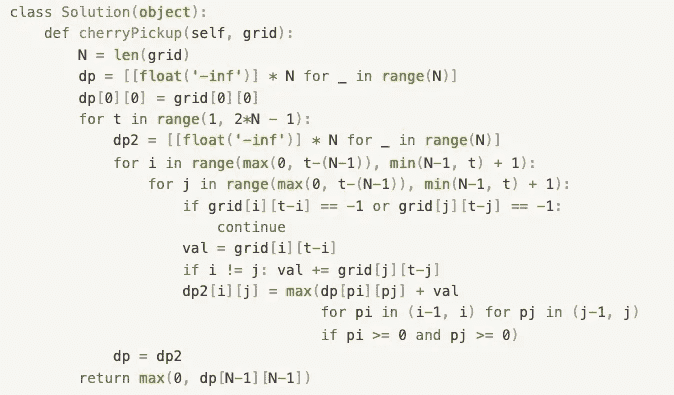 class Solution(object):
    def cherryPickup(self, grid):
        N = len(grid)
        dp = [[float('-inf')] * N for _ in range(N)]
        dp[0][0] = grid[0][0]
        for t in range(1, 2*N - 1):
            dp2 = [[float('-inf')] * N for _ in range(N)]
            for i in range(max(0, t-(N-1)), min(N-1, t) + 1):
                for j in range(max(0, t-(N-1)), min(N-1, t) + 1):
                    if grid[i][t-i] == -1 or grid[j][t-j] == -1:
                        continue
                    val = grid[i][t-i]
                    if i != j: val += grid[j][t-j]
                    dp2[i][j] = max(dp[pi][pj] + val
                                    for pi in (i-1, i) for pj in (j-1, j)
                                    if pi >= 0 and pj >= 0)
            dp = dp2
        return max(0, dp[N-1][N-1])